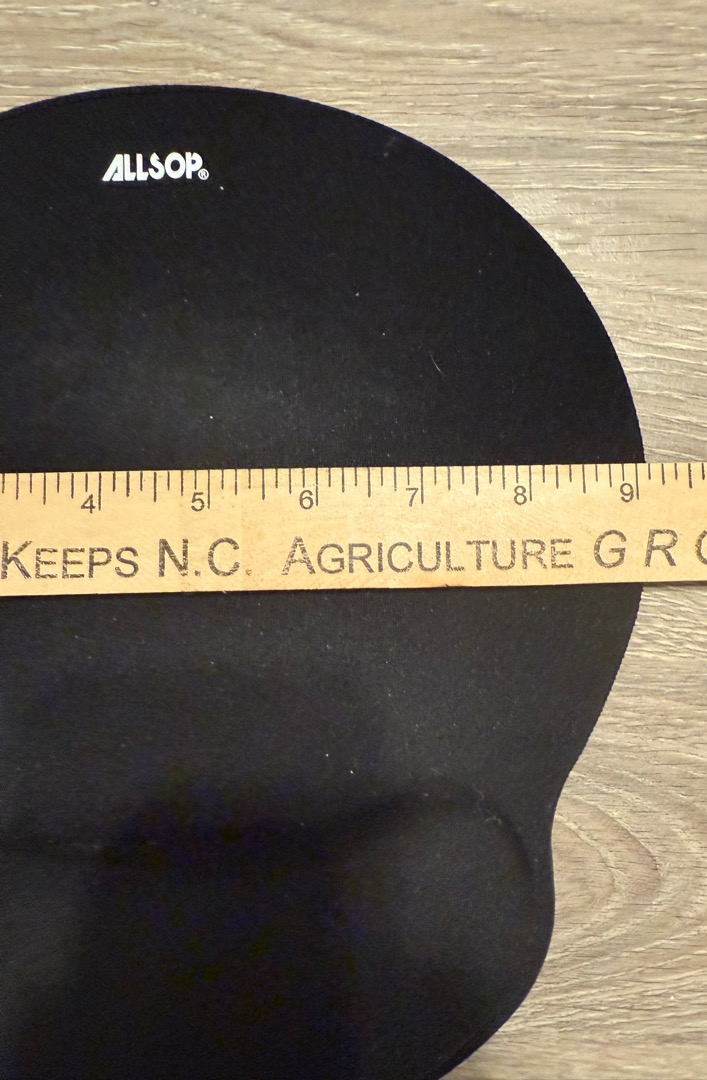 ALLSOP®
4 5 6 7 8 9
KEEPS N.C. AGRICULTURE